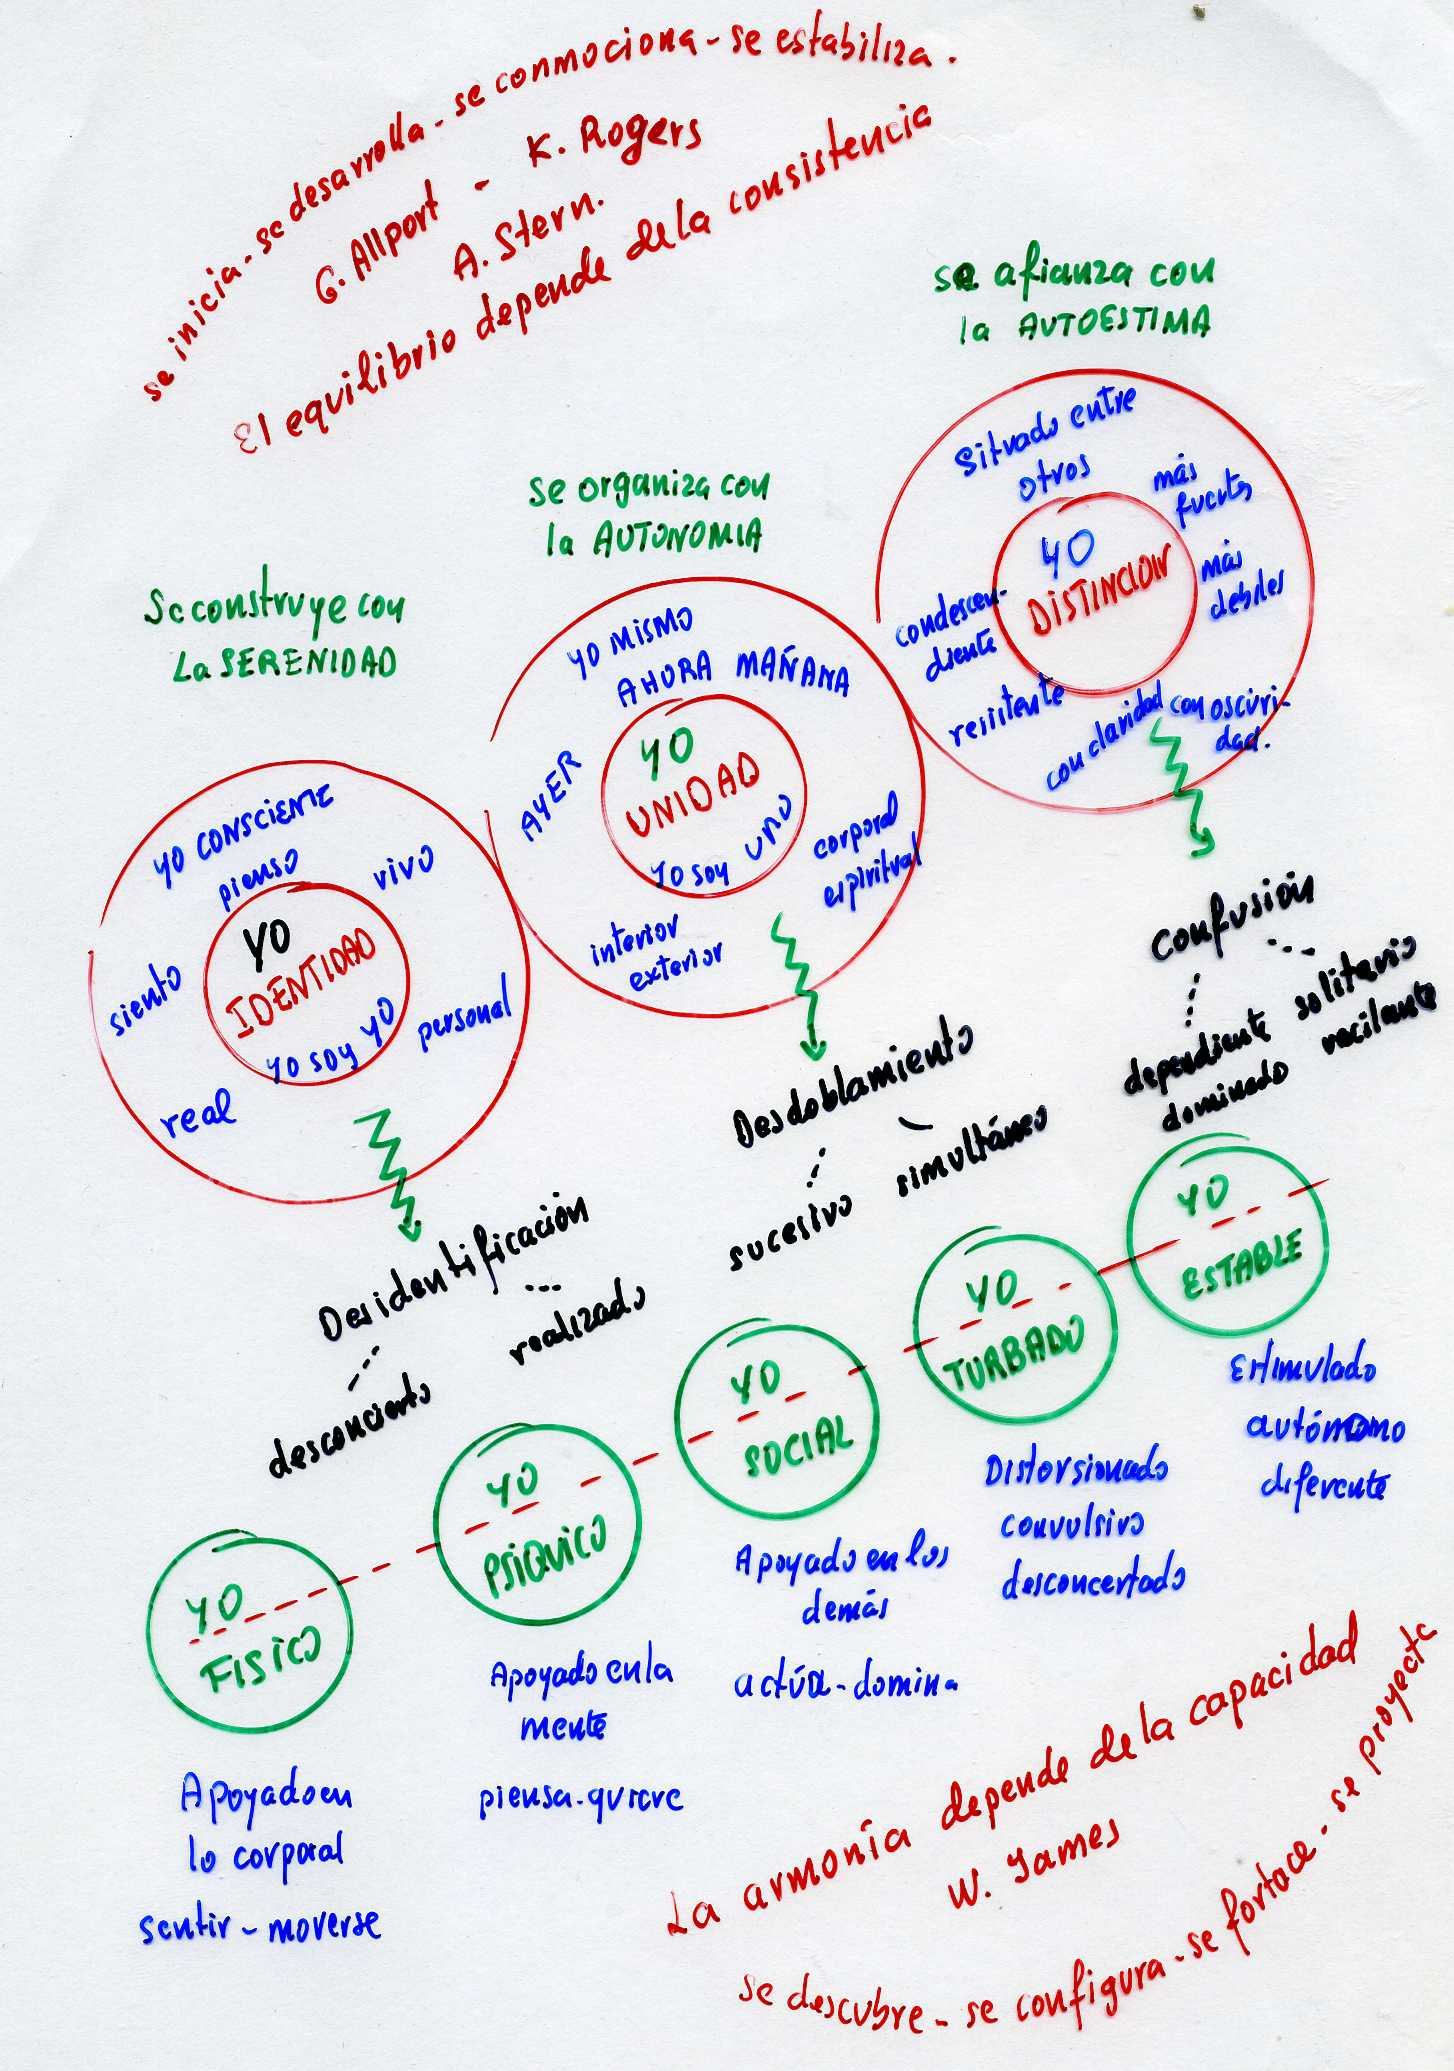 se inicia - se desarrolla - se conmociona - se estabiliza.
G. Allport - K. Rogers
A. Stern.
El equilibrio depende de la consistencia
se afianza con
la AUTOESTIMA
Situado entre
otros
más
fuertes
YO
DISTINCION
más
debiles
condescen-
diente
resistente
con claridad
con oscuri-
dad.
se organiza con
la AUTONOMIA
YO MISMO
AHORA MAÑANA
AYER
YO
UNIDAD
YO SOY UNO
corporal
espiritual
interior
exterior
Se construye con
La SERENIDAD
YO CONSCIENTE
pienso
vivo
siento
YO
IDENTIDAD
YO SOY YO
personal
real
Confusión
dependiente solitario
dominado vacilante
Desdoblamiento
sucesivo simultáneo
Desidentificación
desconcierto realizado
YO
FISICO
Apoyado en
lo corporal
sentir - moverse
YO
PSIQUICO
Apoyado en la
mente
piensa - quiere
YO
SOCIAL
Apoyado en los
demás
actúa - domina
YO
TURBADO
Distorsionado
convulsivo
desconcertado
YO
ESTABLE
Estimulado
autónomo
diferente
La armonía depende de la capacidad
W. James
se descubre - se configura - se fortace - se proyecta